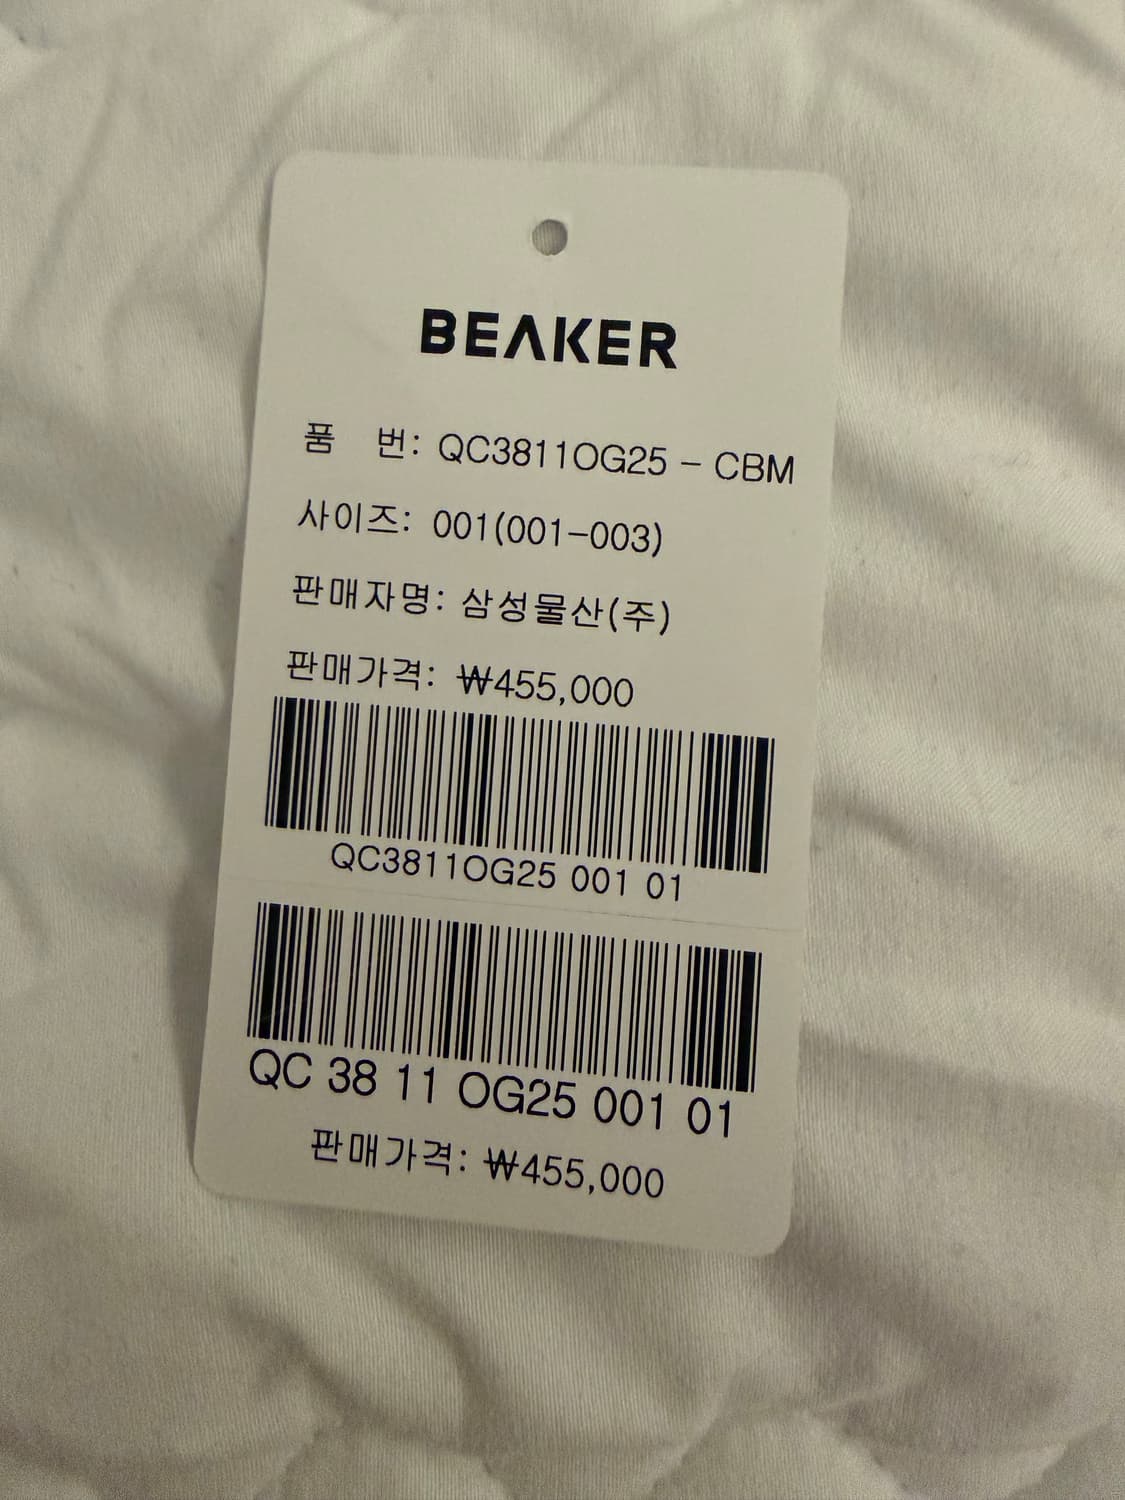 BEAKER
품 번: QC3811OG25 - CBM
사이즈: 001(001-003)
판매자명: 삼성물산(주)
판매가격: ₩455,000
QC3811OG25 001 01
QC 38 11 OG25 001 01
판매가격: ₩455,000